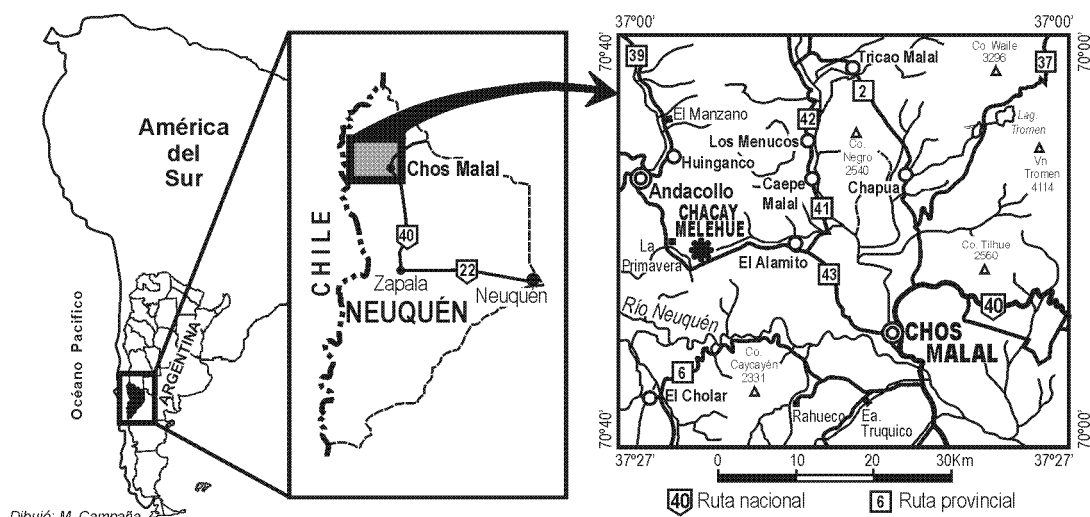 América
del
Sur
Océano Pacifico
ARGENTINA
Dibujó: M. Campaña
CHILE
Chos Malal
40
22
Zapala
Neuquén
NEUQUÉN
37°00'
37°00'
70°40'
70°00'
39
Tricao Malal
Co. Waile
3296
37
2
El Manzano
42
Lag.
Tromen
Los Menucos
Co.
Negro
2540
Huinganco
Vn
Tromen
4114
Andacollo
Caepe
Malal
Chapua
CHACAY
MELEHUE
41
La
Primavera
El Alamito
Co. Tilhue
2560
43
40
Río Neuquén
CHOS
MALAL
Co.
Caycayén
2331
6
El Cholar
Rahueco
Ea.
Truquico
70°40'
70°00'
37°27'
37°27'
0 10 20 30Km
40 Ruta nacional
6 Ruta provincial